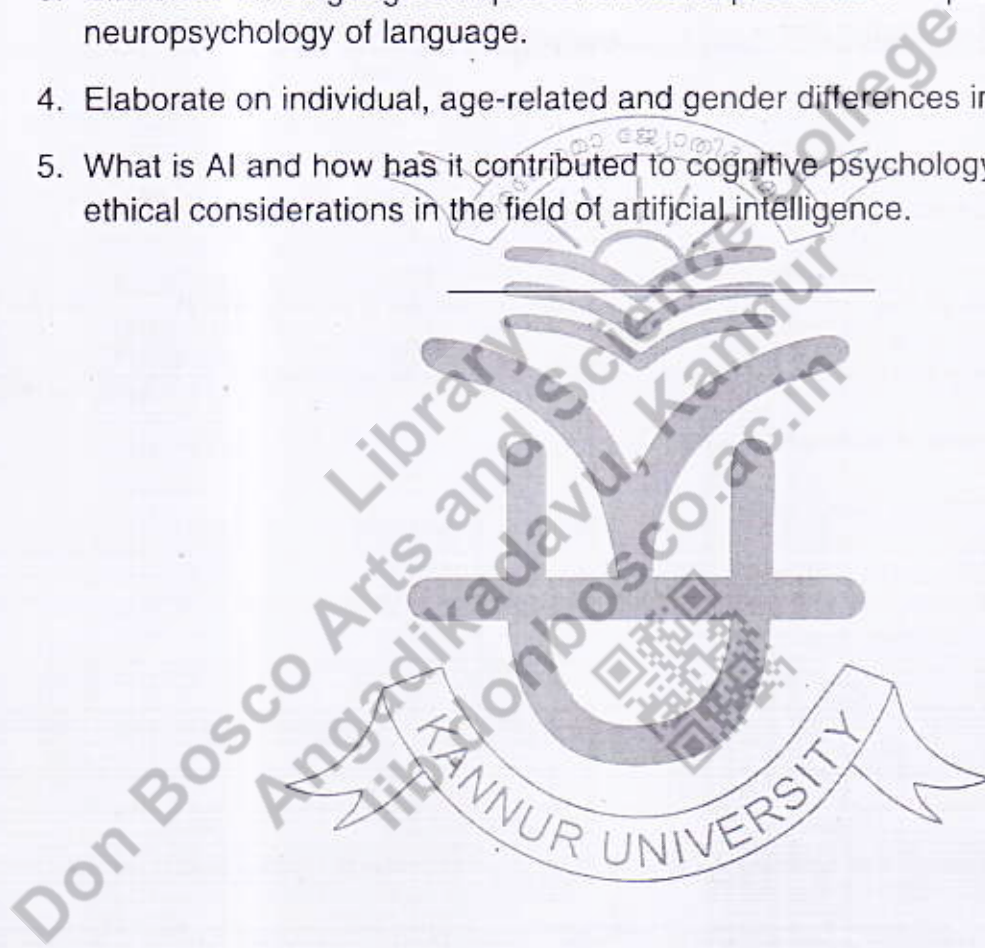 neuropsychology of language.
4. Elaborate on individual, age-related and gender differences
5. What is AI and how has it contributed to cognitive psychology
ethical considerations in the field of artificial intelligence.
Library
Don Bosco Arts and Science College
Angadikadavu, Kannur
lib.donbosco.ac.in
KANNUR UNIVERSITY